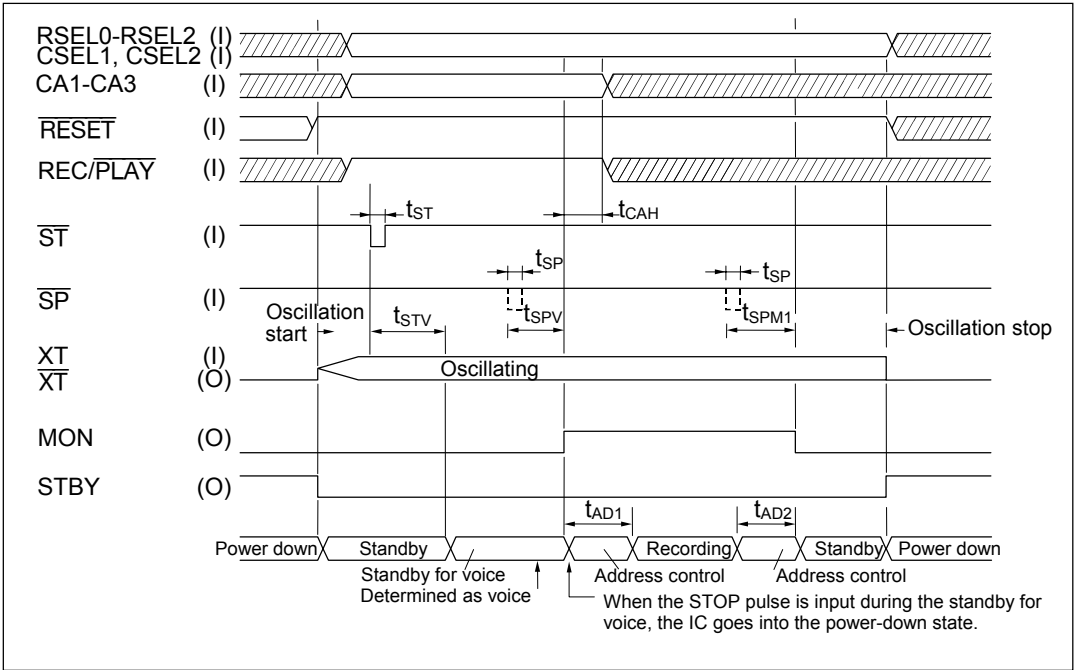 RSEL0-RSEL2 (I)
CSEL1, CSEL2 (I)
CA1-CA3 (I)
RESET (I)
REC/PLAY (I)
tST
tCAH
ST (I)
tSP
tSP
SP (I)
Oscillation start
tSTV
tSPV
tSPM1
Oscillation stop
XT (I)
XT (O)
Oscillating
MON (O)
STBY (O)
tAD1
tAD2
Power down
Standby
Recording
Standby
Power down
Standby for voice
Address control
Address control
Determined as voice
When the STOP pulse is input during the standby for
voice, the IC goes into the power-down state.